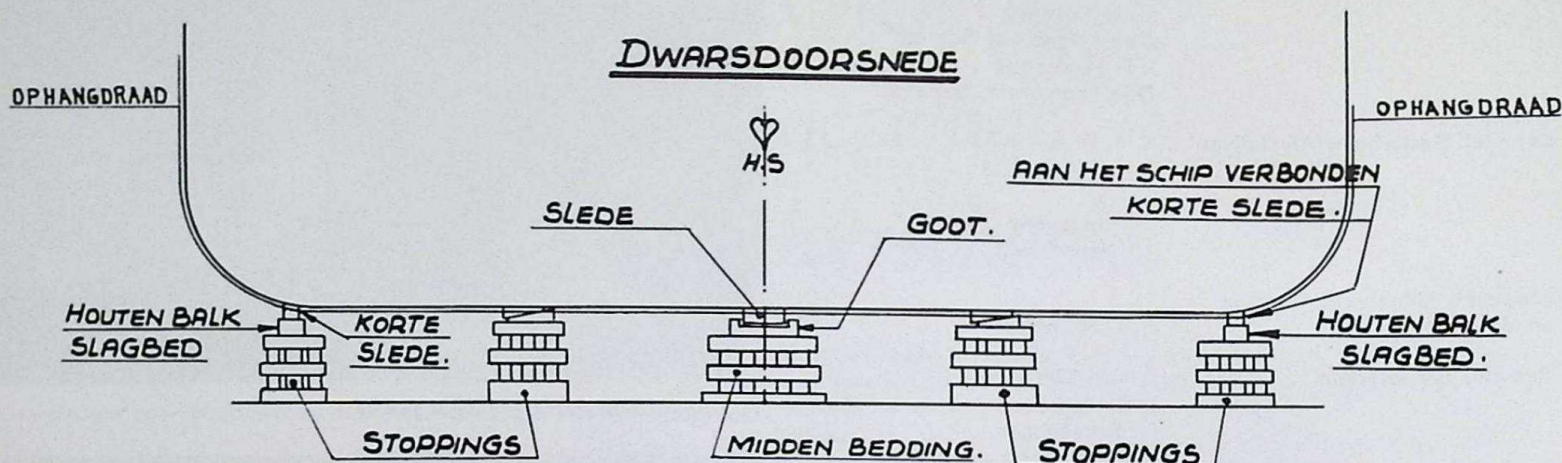 DWARSDOORSNEDE
OPHANGDRAAD
OPHANGDRAAD
H.S
AAN HET SCHIP VERBONDEN
KORTE SLEDE.
SLEDE
GOOT.
HOUTEN BALK
SLAGBED
KORTE
SLEDE.
HOUTEN BALK
SLAGBED.
STOPPINGS
MIDDEN BEDDING.
STOPPINGS